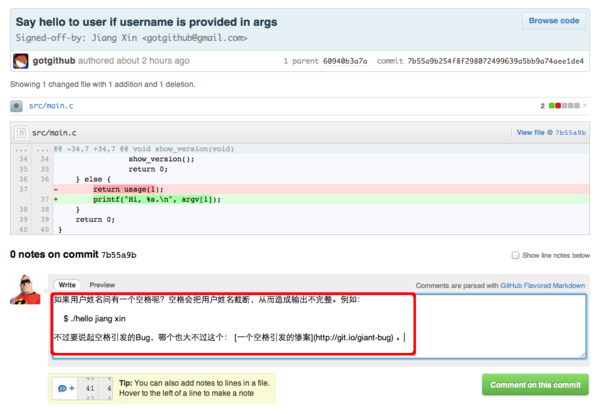 Say hello to user if username is provided in args
Browse code
Signed-off-by: Jiang Xin <gotgithub@gmail.com>
gotgithub authored about 2 hours ago
1 parent 60940b3a7a commit 7b55a9b254f8f298072499639a5bb9a74aee1de4
Showing 1 changed file with 1 addition and 1 deletion.
src/main.c
2
src/main.c
View file @ 7b55a9b
... ... @@ -34,7 +34,7 @@ void show_version(void)
34 34 show_version();
35 35 return 0;
36 36 } else {
37 - return usage(1);
37 + printf("Hi, %s.\n", argv[1]);
38 38 }
39 39 return 0;
40 40 }
0 notes on commit 7b55a9b
Show line notes below
Write Preview
Comments are parsed with GitHub Flavored Markdown
如果用户姓名间有一个空格呢？空格会把用户姓名截断，从而造成输出不完整。例如：
$ ./hello jiang xin
不过要说起空格引发的Bug，哪个也大不过这个： [一个空格引发的惨案](http://git.io/giant-bug) 。
40 4
41 4
42 4
Tip: You can also add notes to lines in a file.
Hover to the left of a line to make a note
Comment on this commit